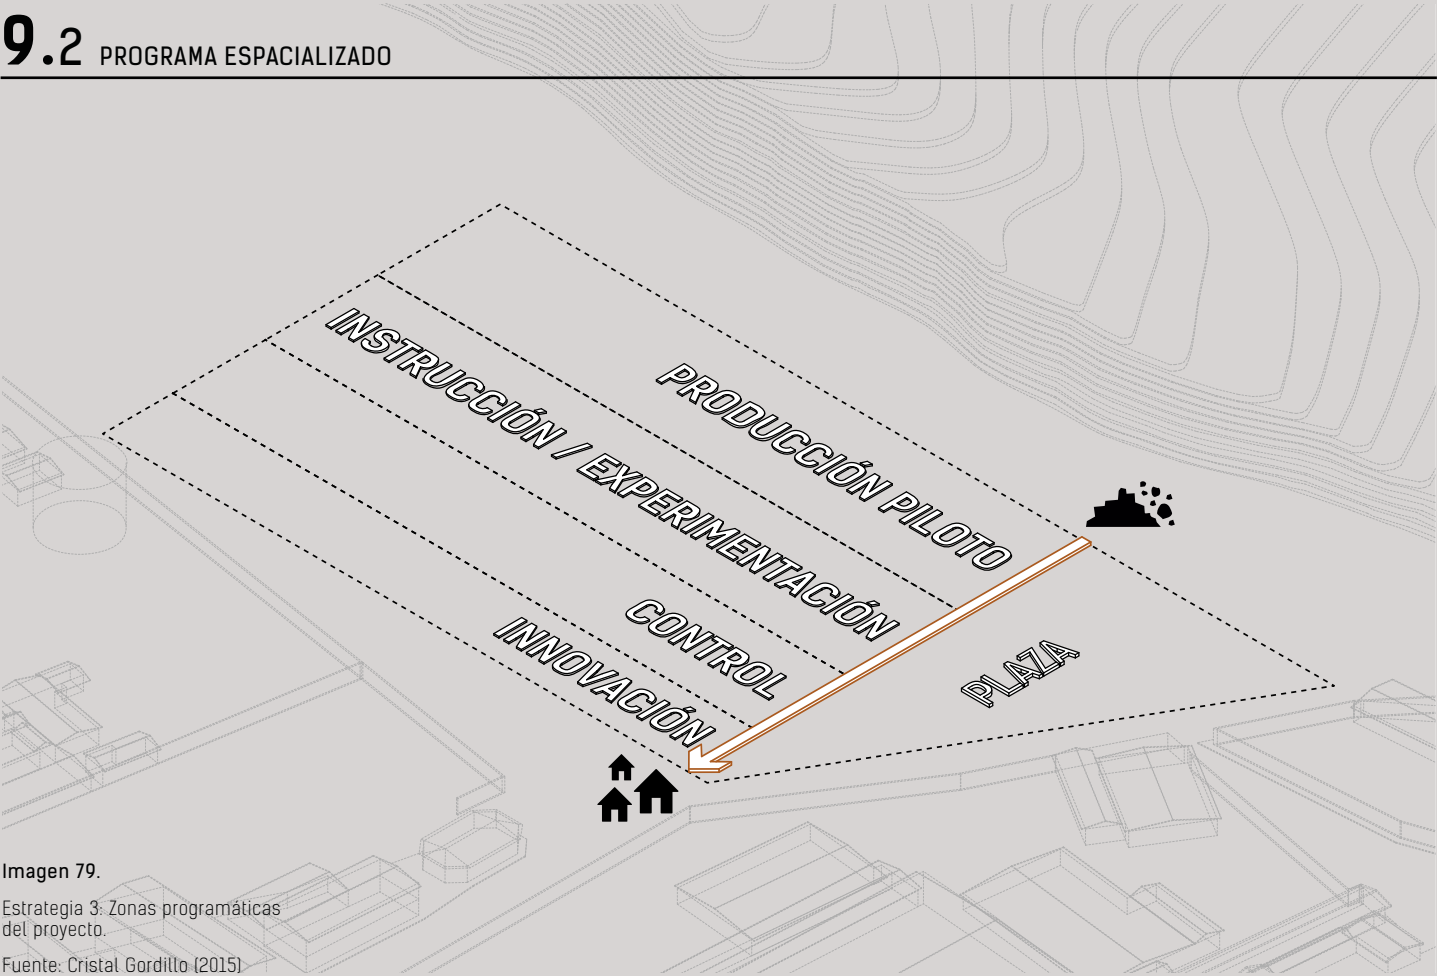 9.2 PROGRAMA ESPACIALIZADO
INSTRUCCIÓN / EXPERIMENTACIÓN
PRODUCCIÓN PILOTO
CONTROL
INNOVACIÓN
PLAZA
Imagen 79.
Estrategia 3: Zonas programáticas
del proyecto.
Fuente: Cristal Gordillo (2015)